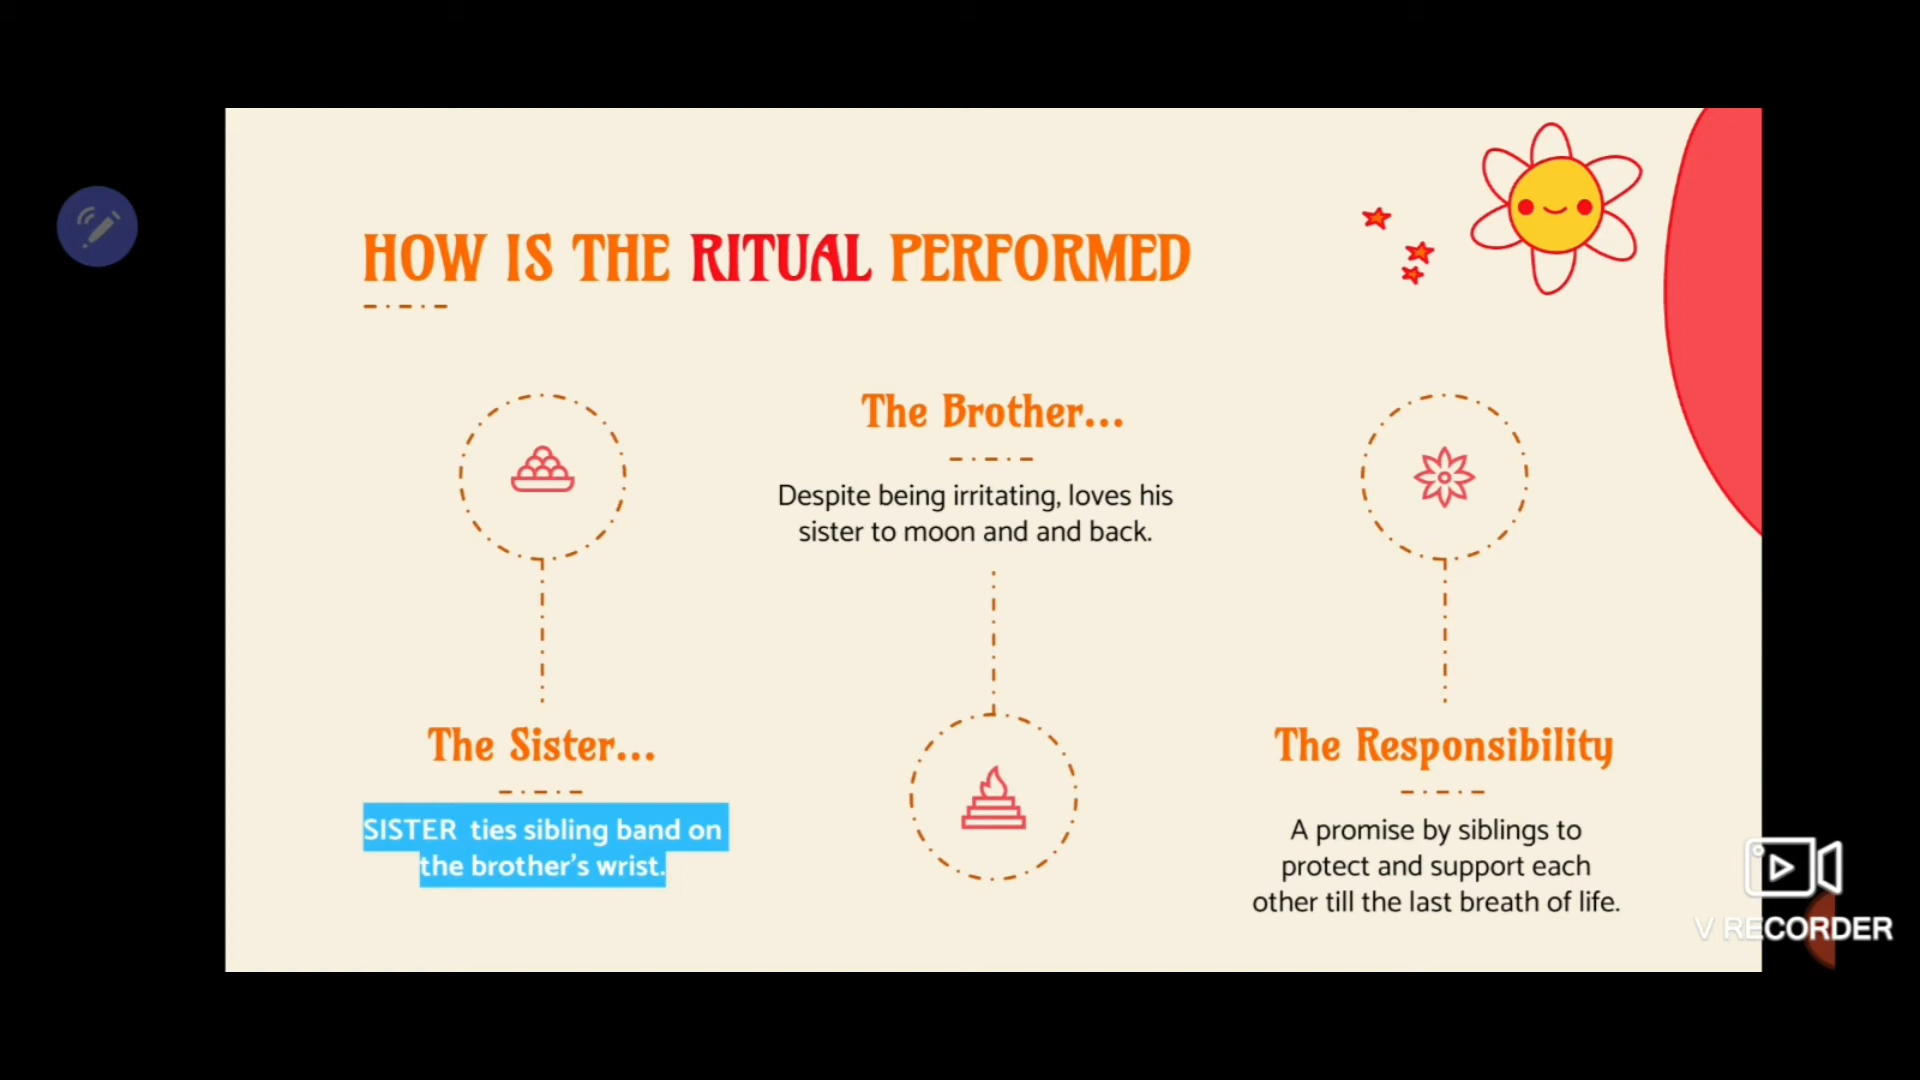 HOW IS THE RITUAL PERFORMED
The Sister...
SISTER ties sibling band on
the brother's wrist.
The Brother...
Despite being irritating, loves his
sister to moon and and back.
The Responsibility
A promise by siblings to
protect and support each
other till the last breath of life.
V RECORDER